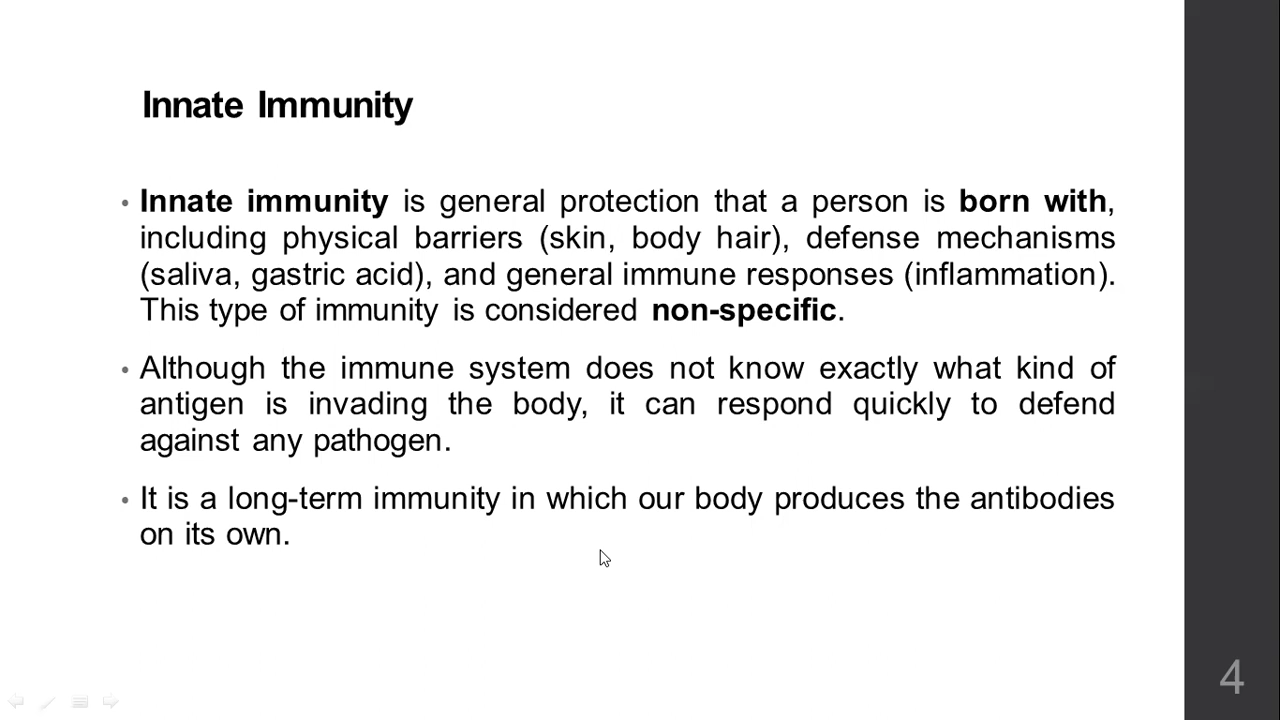 Innate Immunity
• Innate immunity is general protection that a person is born with,
including physical barriers (skin, body hair), defense mechanisms
(saliva, gastric acid), and general immune responses (inflammation).
This type of immunity is considered non-specific.
• Although the immune system does not know exactly what kind of
antigen is invading the body, it can respond quickly to defend
against any pathogen.
• It is a long-term immunity in which our body produces the antibodies
on its own.
4